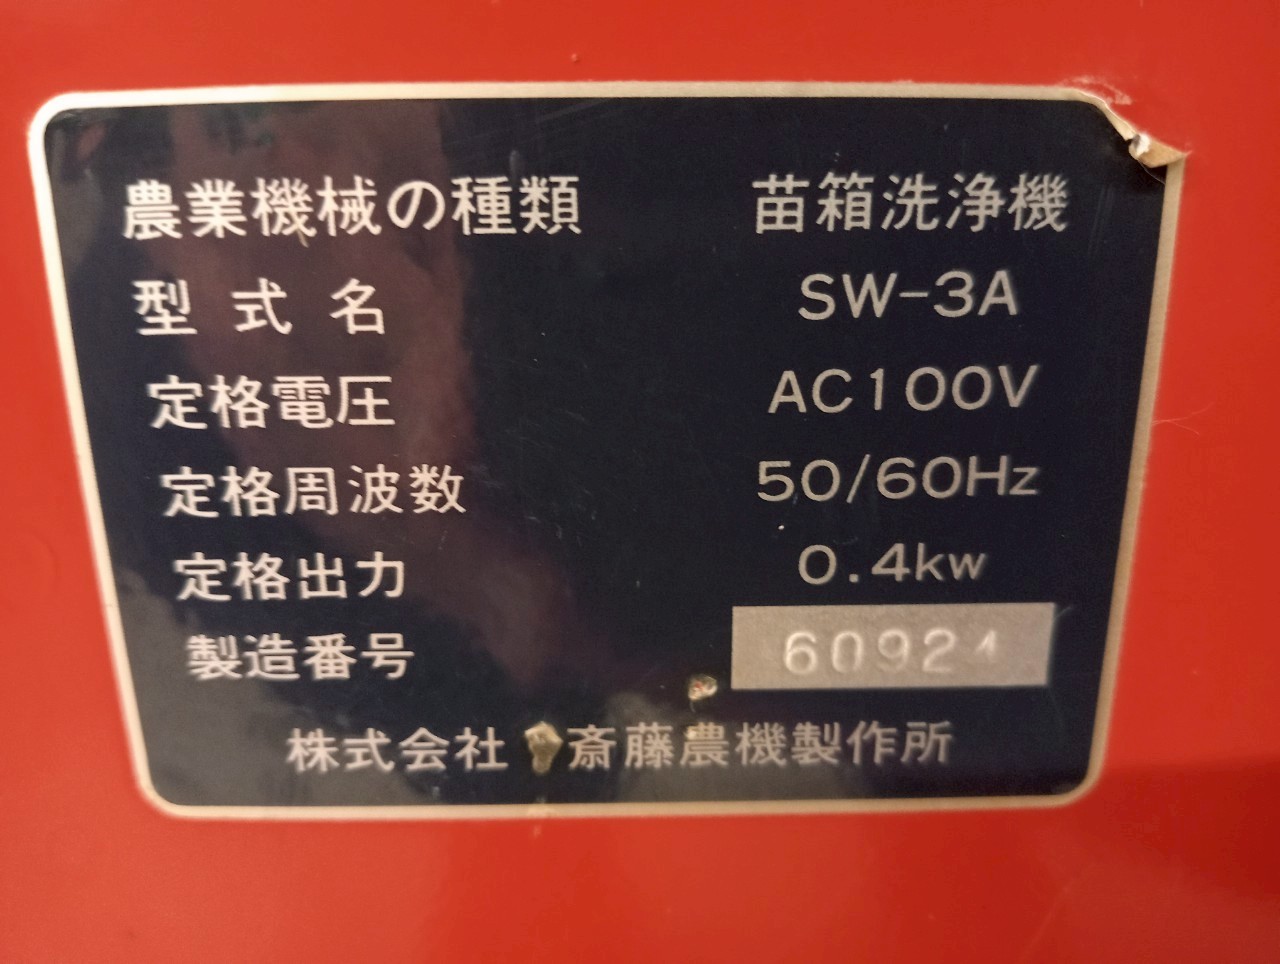 農業機械の種類 苗箱洗浄機
型式名 SW-3A
定格電圧 AC100V
定格周波数 50/60Hz
定格出力 0.4kw
製造番号 60924
株式会社 斎藤農機製作所